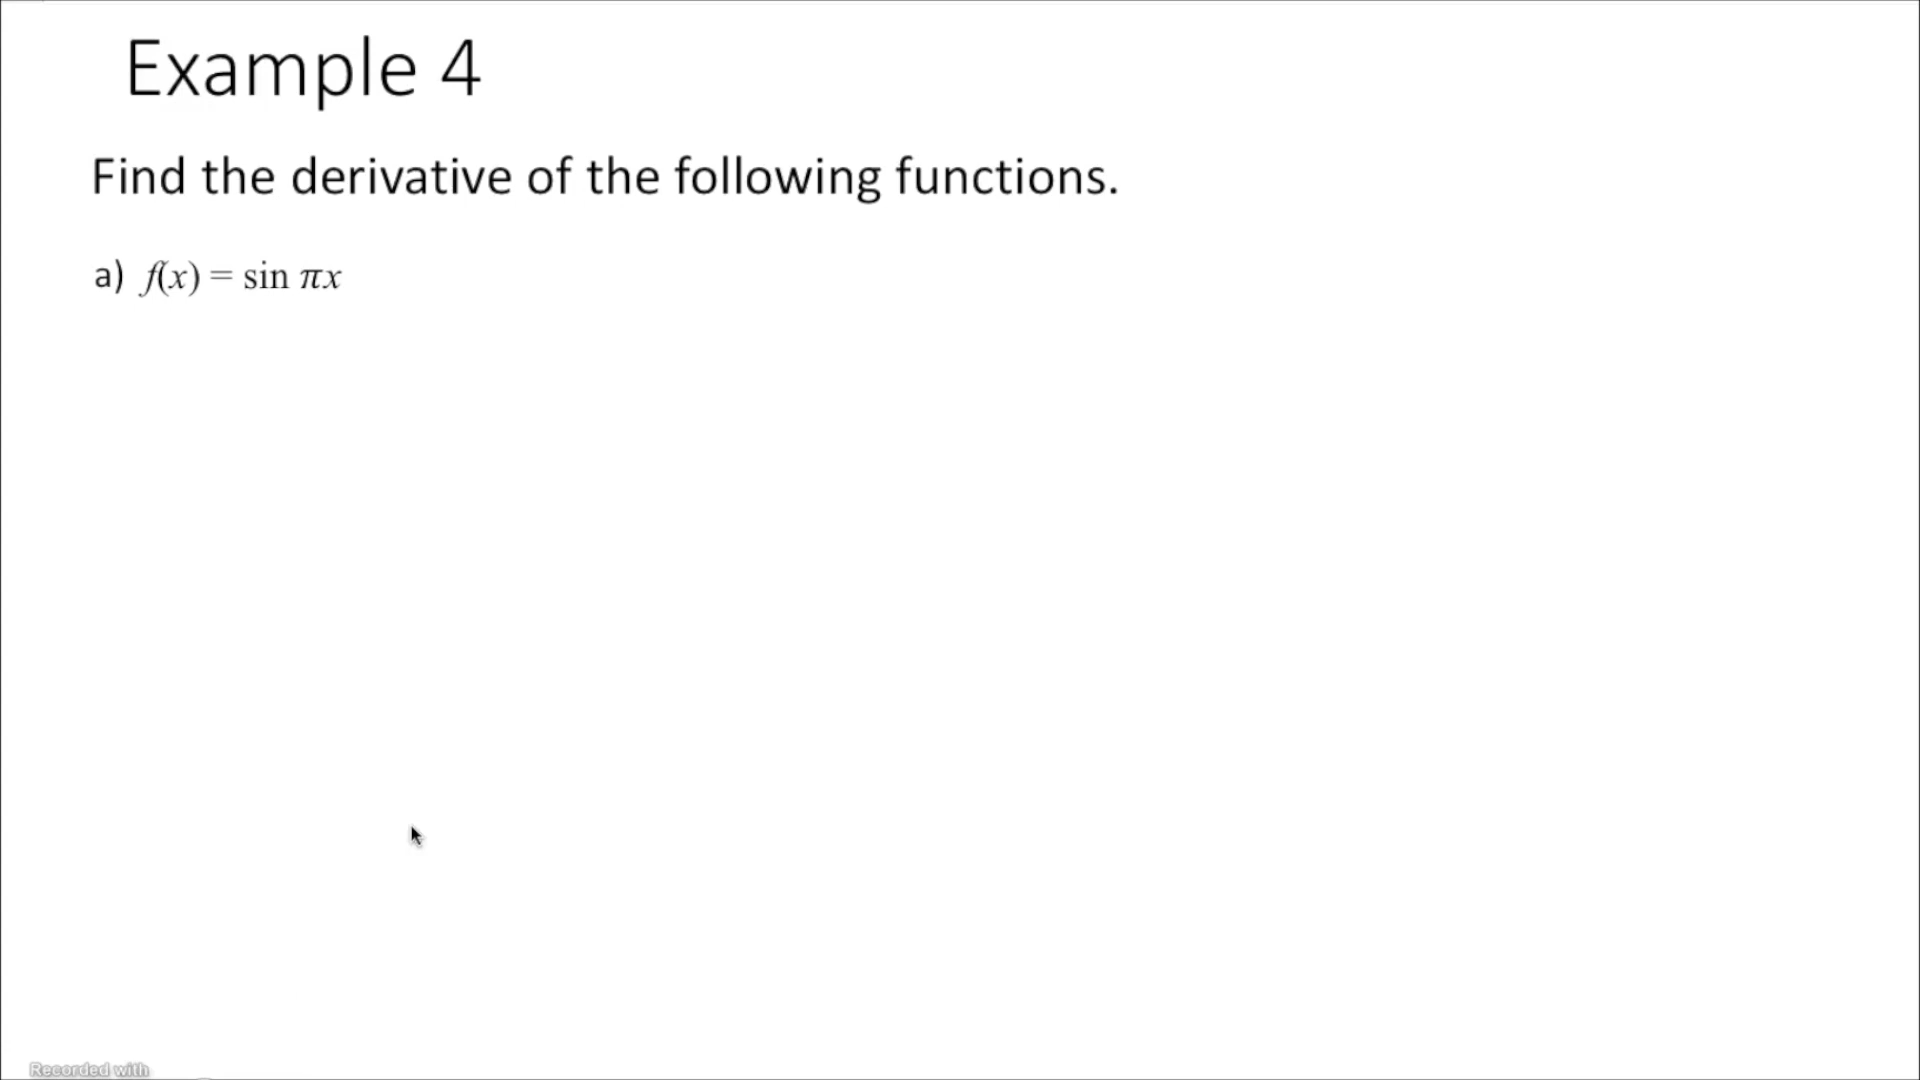 Example 4
Find the derivative of the following functions.
a) f(x) = sin πx
Recorded with